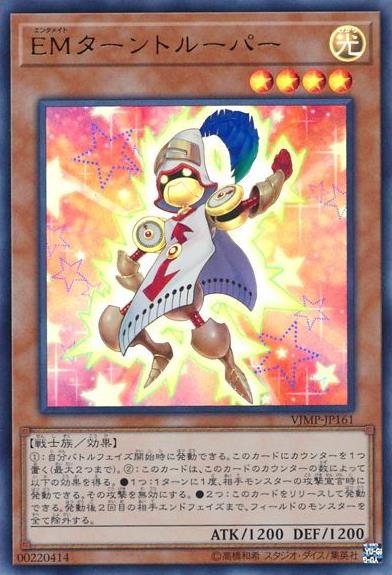 エンタメイト
EMターントルーパー
ひかり
光
VJMP-JP161
【戦士族／効果】
①：自分バトルフェイズ開始時に発動できる。このカードにカウンターを1つ
置く(最大2つまで)。②：このカードは、このカードのカウンターの数によって
以下の効果を得る。●1つ：1ターンに1度、相手モンスターの攻撃宣言時に
発動できる。その攻撃を無効にする。●2つ：このカードをリリースして発動
できる。発動後2回目の相手エンドフェイズまで、フィールドのモンスターを
全て除外する。
ATK/1200 DEF/1200
00220414
©高橋和希 スタジオ・ダイス/集英社